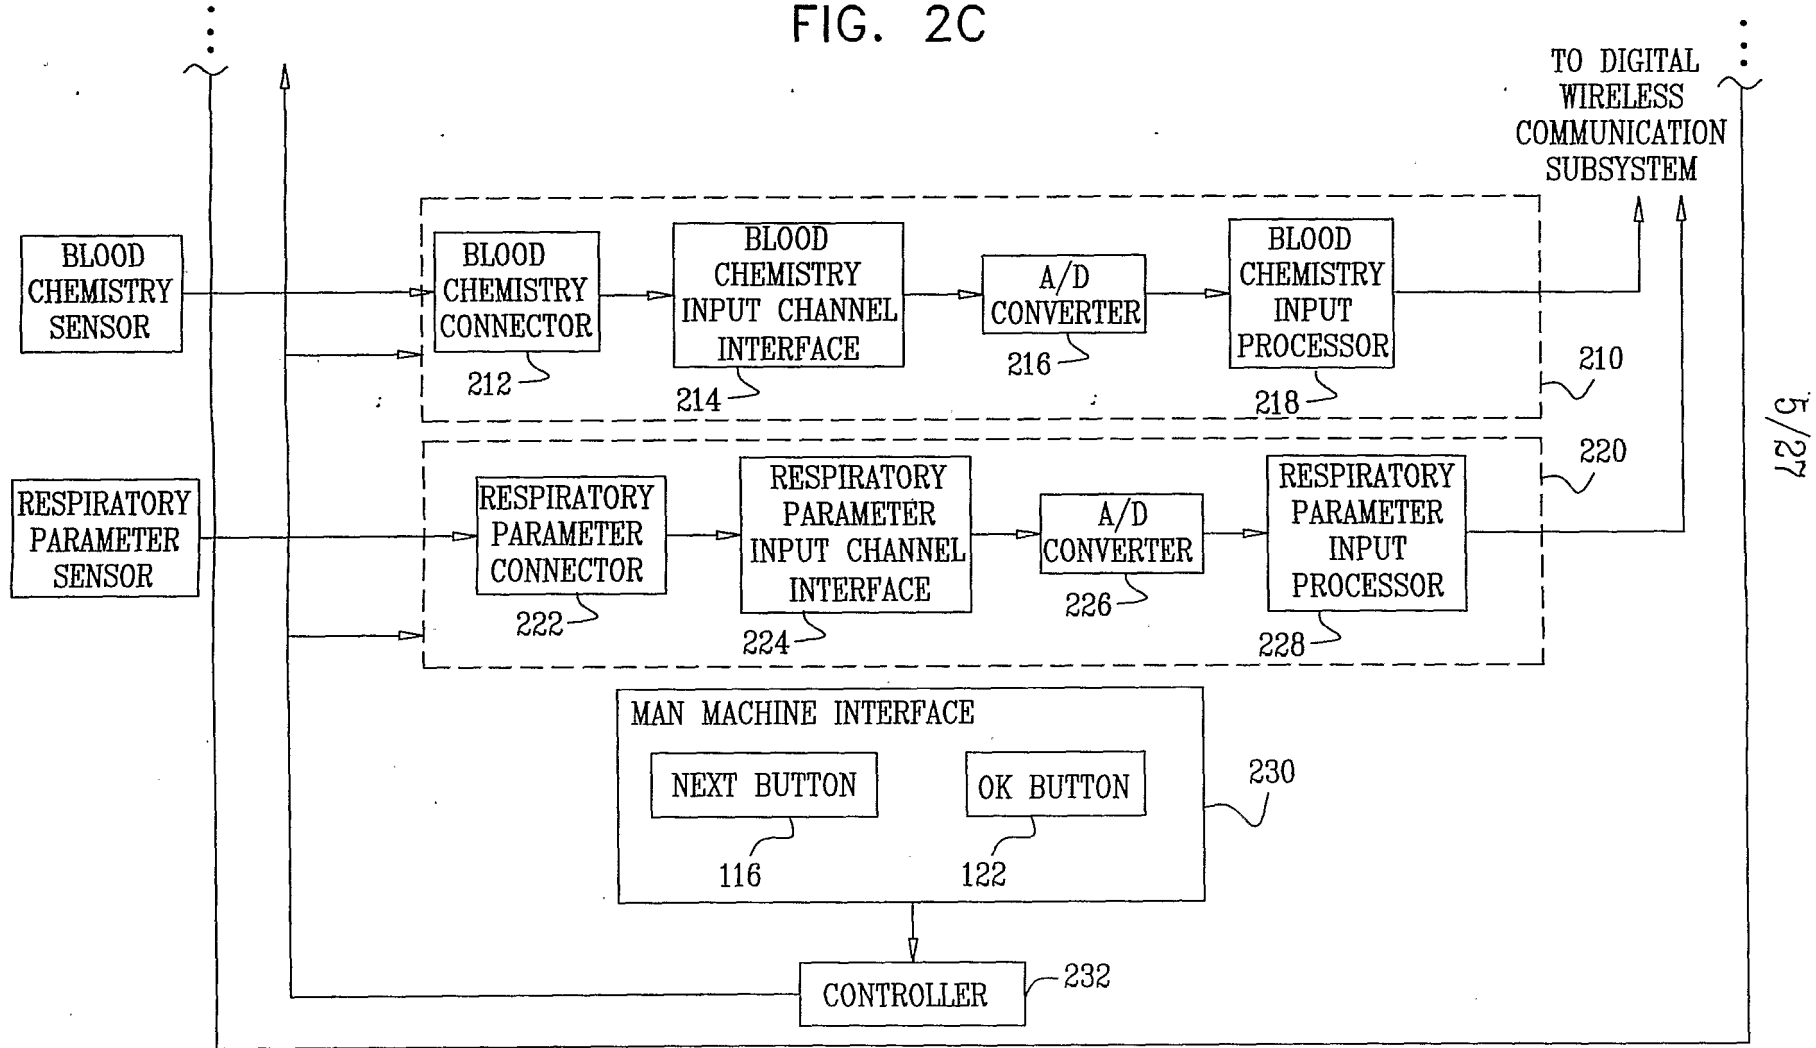 FIG. 2C
TO DIGITAL
WIRELESS
COMMUNICATION
SUBSYSTEM
BLOOD
CHEMISTRY
SENSOR
BLOOD
CHEMISTRY
CONNECTOR
212
BLOOD
CHEMISTRY
INPUT CHANNEL
INTERFACE
214
A/D
CONVERTER
216
BLOOD
CHEMISTRY
INPUT
PROCESSOR
218
210
5/27
RESPIRATORY
PARAMETER
SENSOR
RESPIRATORY
PARAMETER
CONNECTOR
222
RESPIRATORY
PARAMETER
INPUT CHANNEL
INTERFACE
224
A/D
CONVERTER
226
RESPIRATORY
PARAMETER
INPUT
PROCESSOR
228
220
MAN MACHINE INTERFACE
NEXT BUTTON
116
OK BUTTON
122
230
CONTROLLER
232